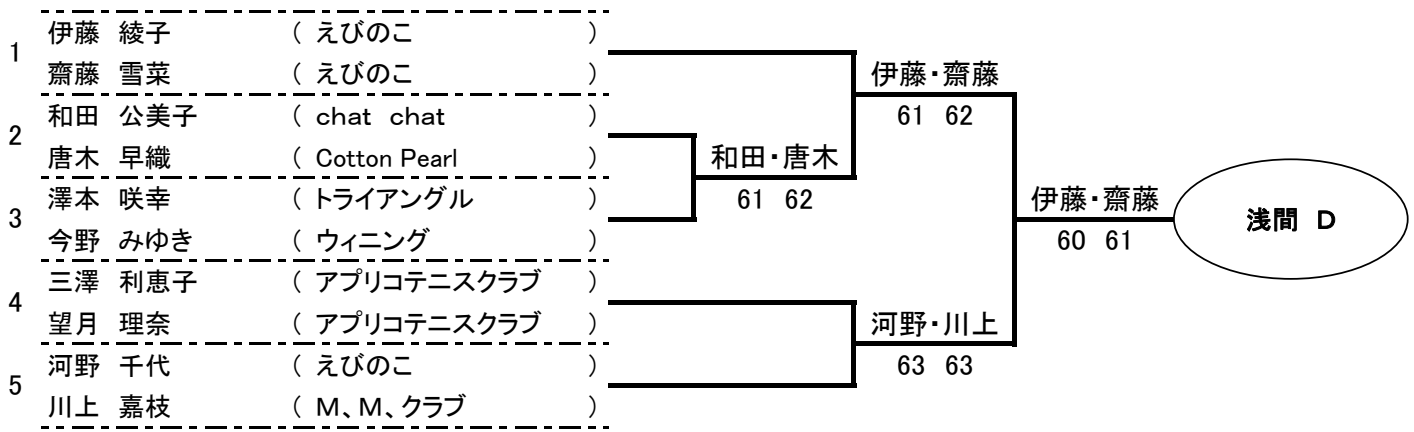 1
伊藤 綾子 ( えびのこ )
齋藤 雪菜 ( えびのこ )
2
和田 公美子 ( chat chat )
唐木 早織 ( Cotton Pearl )
3
澤本 咲幸 ( トライアングル )
今野 みゆき ( ウィニング )
4
三澤 利恵子 ( アプリコテニスクラブ )
望月 理奈 ( アプリコテニスクラブ )
5
河野 千代 ( えびのこ )
川上 嘉枝 ( M、M、クラブ )
和田・唐木
61 62
伊藤・齋藤
61 62
河野・川上
63 63
伊藤・齋藤
60 61
浅間 D